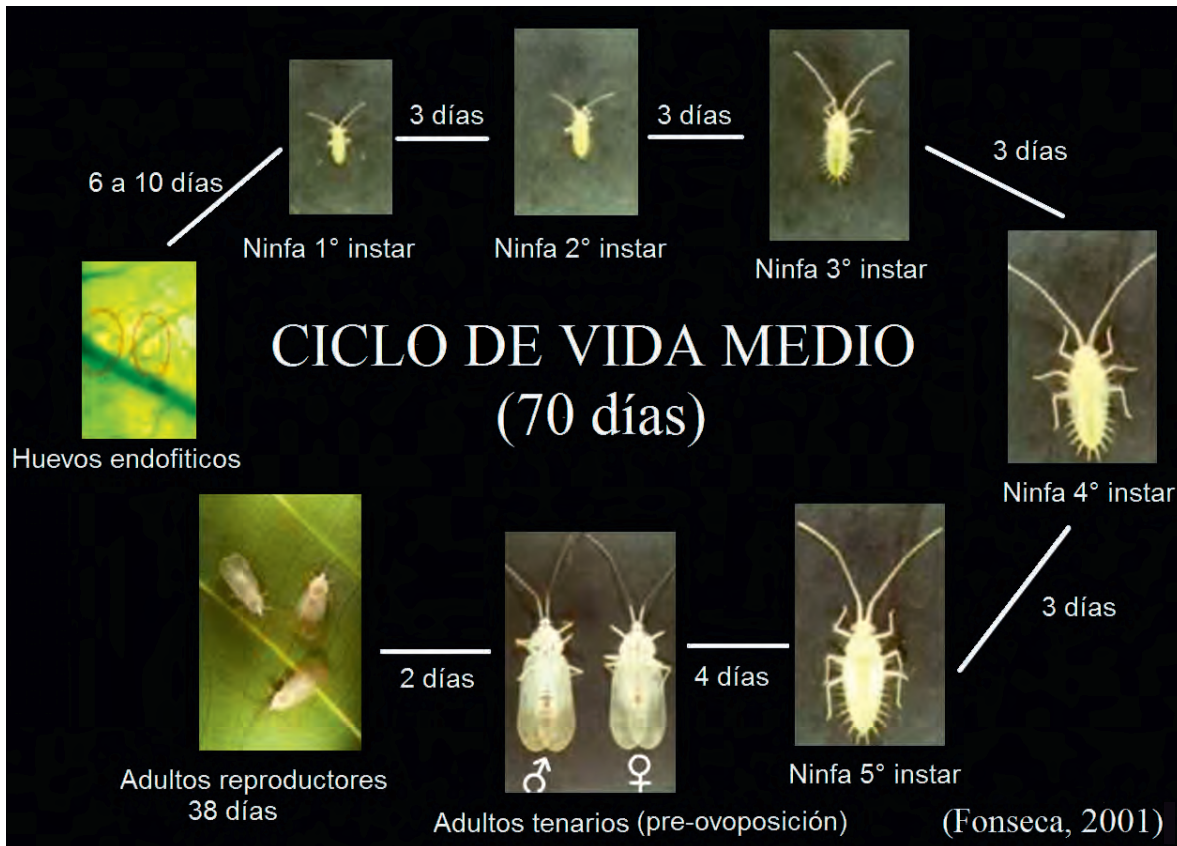 3 días
3 días
3 días
6 a 10 días
Ninfa 1° instar
Ninfa 2° instar
Ninfa 3° instar
CICLO DE VIDA MEDIO
(70 días)
Huevos endofiticos
Ninfa 4° instar
3 días
2 días
4 días
♂
♀
Ninfa 5° instar
Adultos reproductores
38 días
Adultos tenarios (pre-ovoposición)
(Fonseca, 2001)